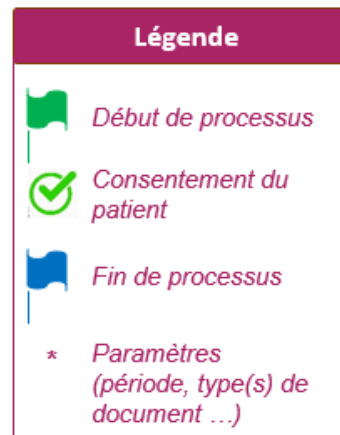 Légende
Début de processus
Consentement du
patient
Fin de processus
* Paramètres
(période, type(s) de
document …)